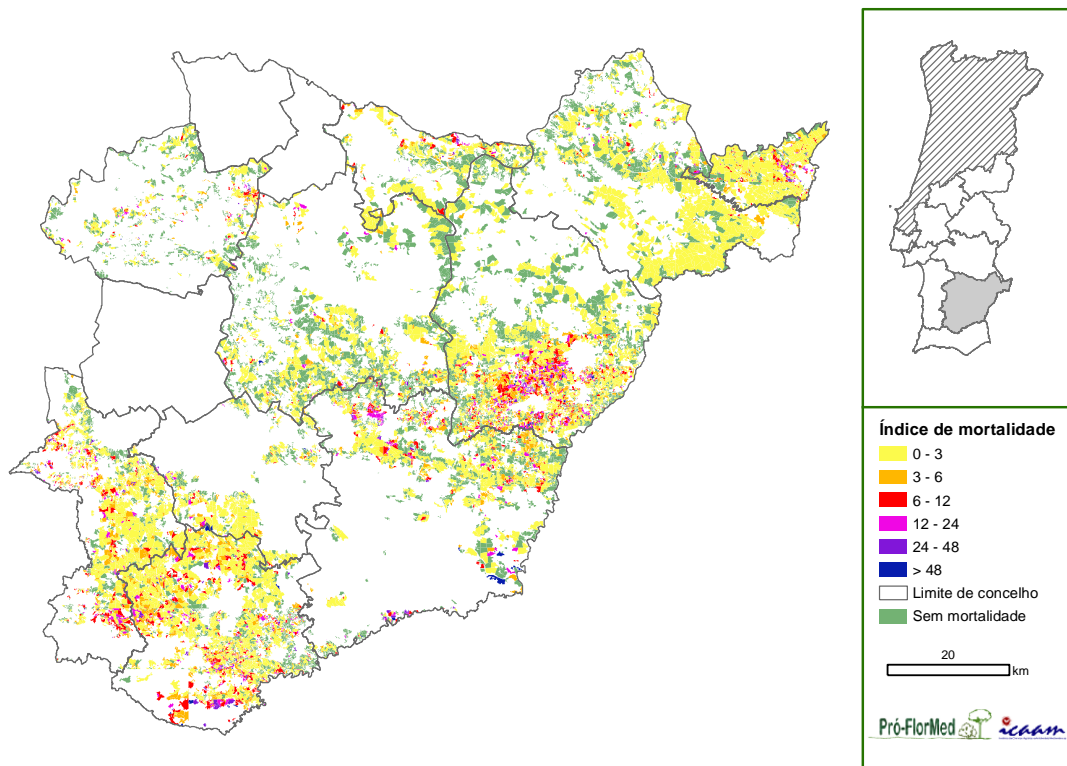 Índice de mortalidade
0 - 3
3 - 6
6 - 12
12 - 24
24 - 48
> 48
Limite de concelho
Sem mortalidade
20
km
Pró-FlorMed
icaam